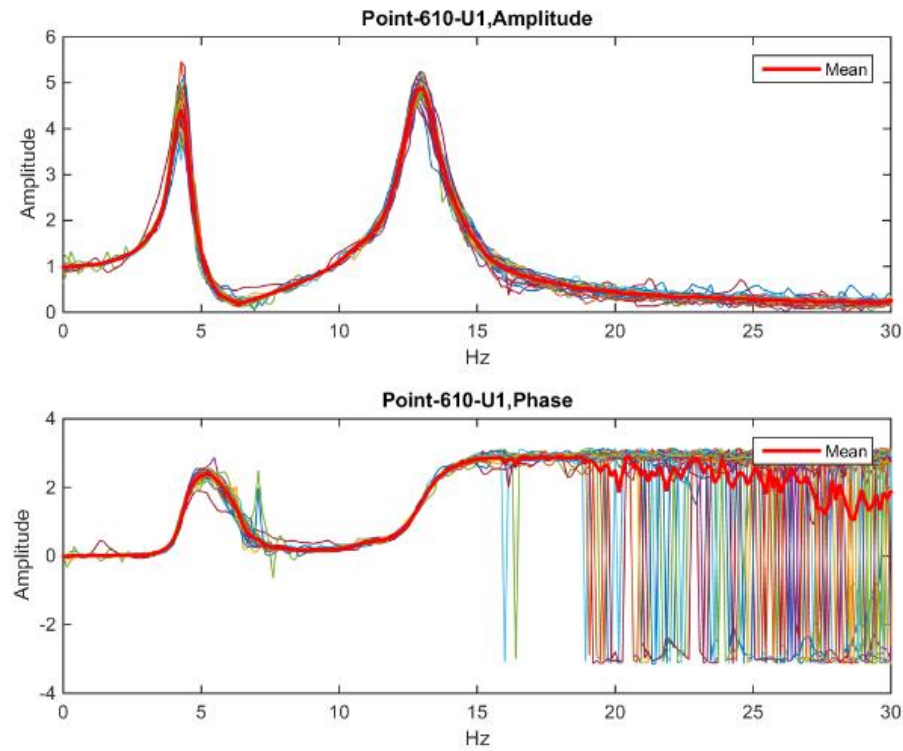 Point-610-U1,Amplitude
6
5
4
3
2
1
0
Amplitude
Mean
0 5 10 15 20 25 30
Hz
Point-610-U1,Phase
4
2
0
-2
-4
Amplitude
Mean
0 5 10 15 20 25 30
Hz